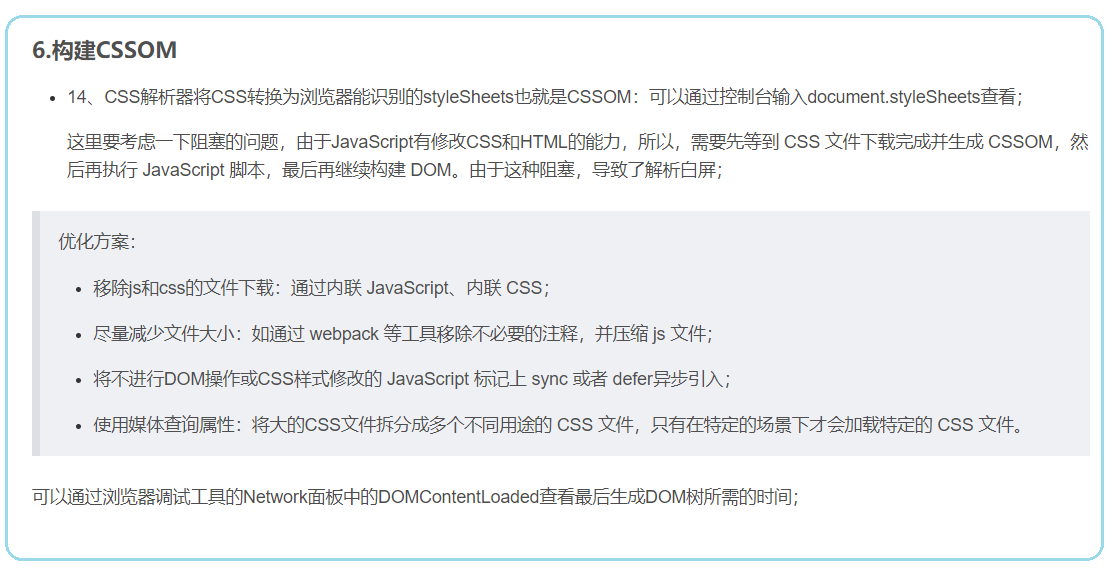 6.构建CSSOM
14、CSS解析器将CSS转换为浏览器能识别的styleSheets也就是CSSOM：可以通过控制台输入document.styleSheets查看；
这里要考虑一下阻塞的问题，由于JavaScript有修改CSS和HTML的能力，所以，需要先等到 CSS 文件下载完成并生成 CSSOM，然
后再执行 JavaScript 脚本，最后再继续构建 DOM。由于这种阻塞，导致了解析白屏；
优化方案：
移除js和css的文件下载：通过内联 JavaScript、内联 CSS；
尽量减少文件大小：如通过 webpack 等工具移除不必要的注释，并压缩 js 文件；
将不进行DOM操作或CSS样式修改的 JavaScript 标记上 sync 或者 defer异步引入；
使用媒体查询属性：将大的CSS文件拆分成多个不同用途的 CSS 文件，只有在特定的场景下才会加载特定的 CSS 文件。
可以通过浏览器调试工具的Network面板中的DOMContentLoaded查看最后生成DOM树所需的时间；